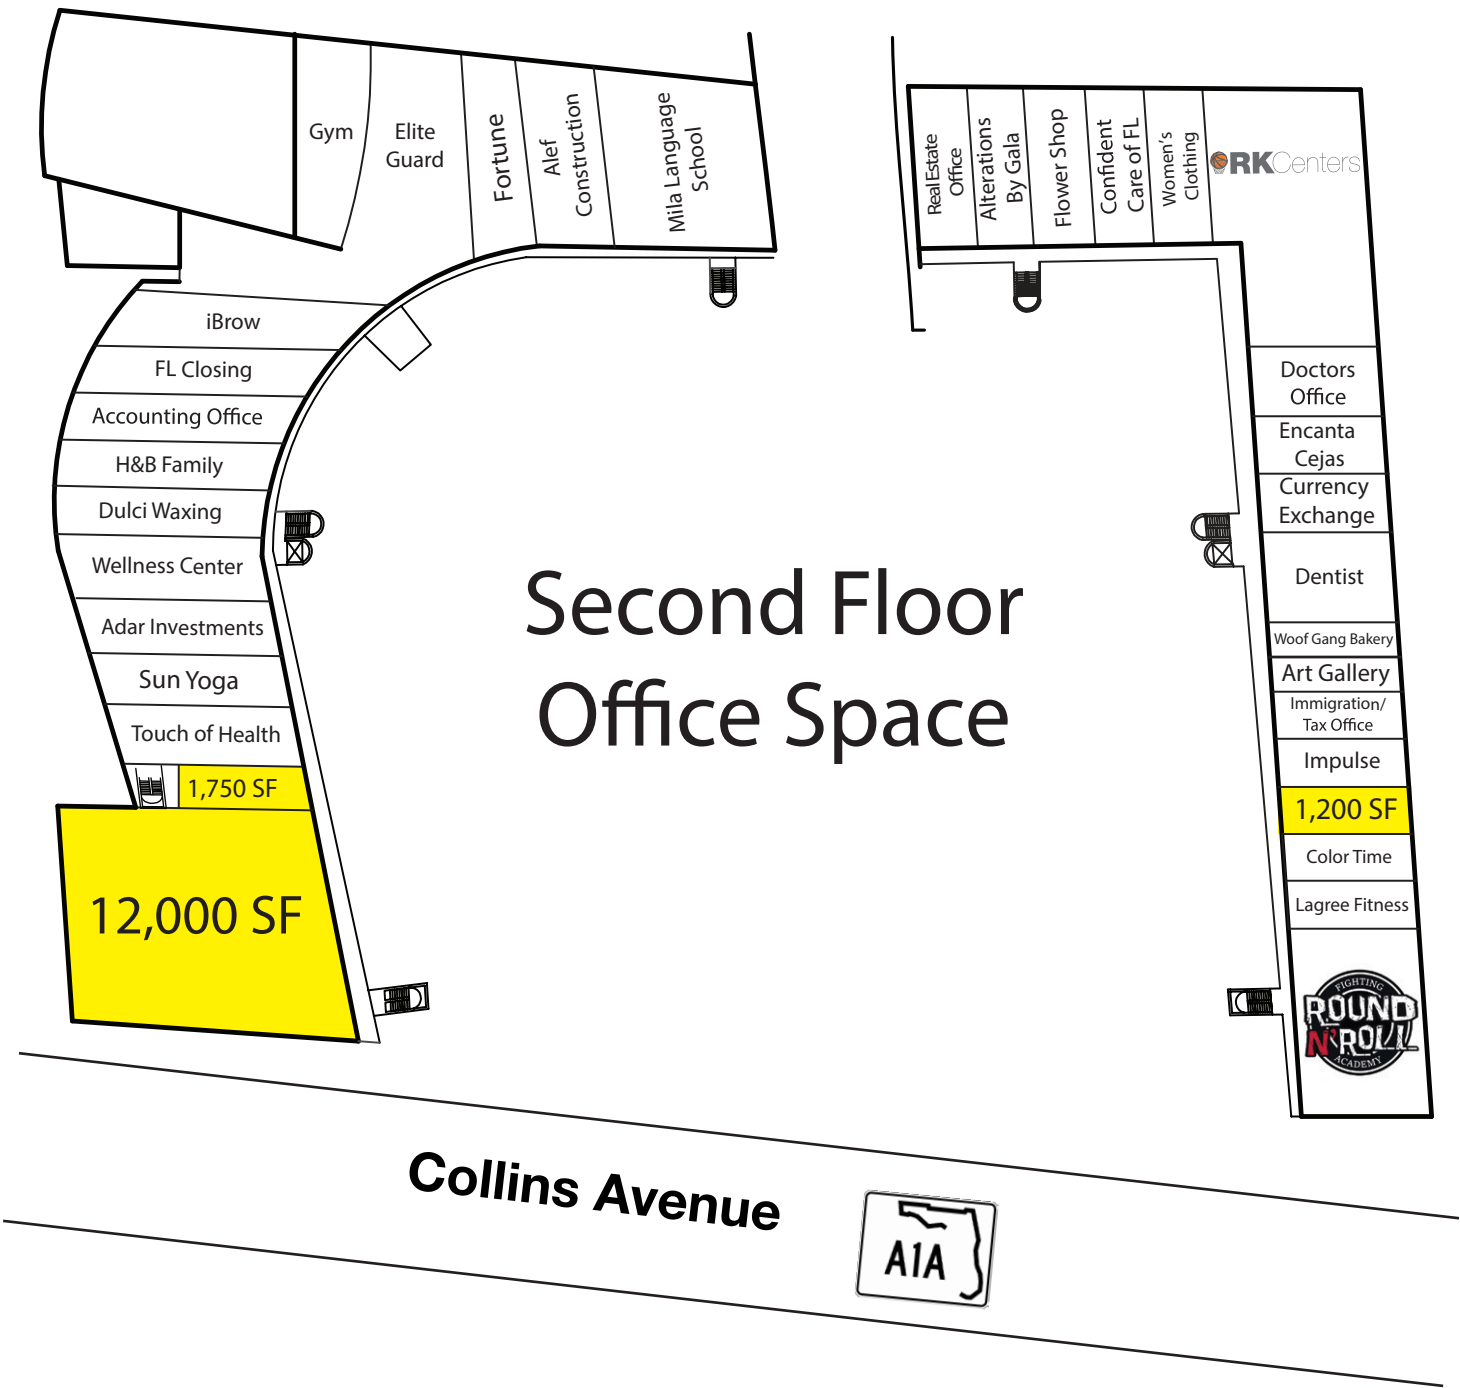 Gym
Elite
Guard
Fortune
Alef
Construction
Mila Language
School
Real Estate
Office
Alterations
By Gala
Flower Shop
Confident
Care of FL
Women's
Clothing
RKCenters
iBrow
FL Closing
Accounting Office
H&B Family
Dulci Waxing
Wellness Center
Adar Investments
Sun Yoga
Touch of Health
1,750 SF
12,000 SF
Second Floor
Office Space
Doctors
Office
Encanta
Cejas
Currency
Exchange
Dentist
Woof Gang Bakery
Art Gallery
Immigration/
Tax Office
Impulse
1,200 SF
Color Time
Lagree Fitness
FIGHTING
ROUND
N'ROLL
ACADEMY
Collins Avenue
A1A